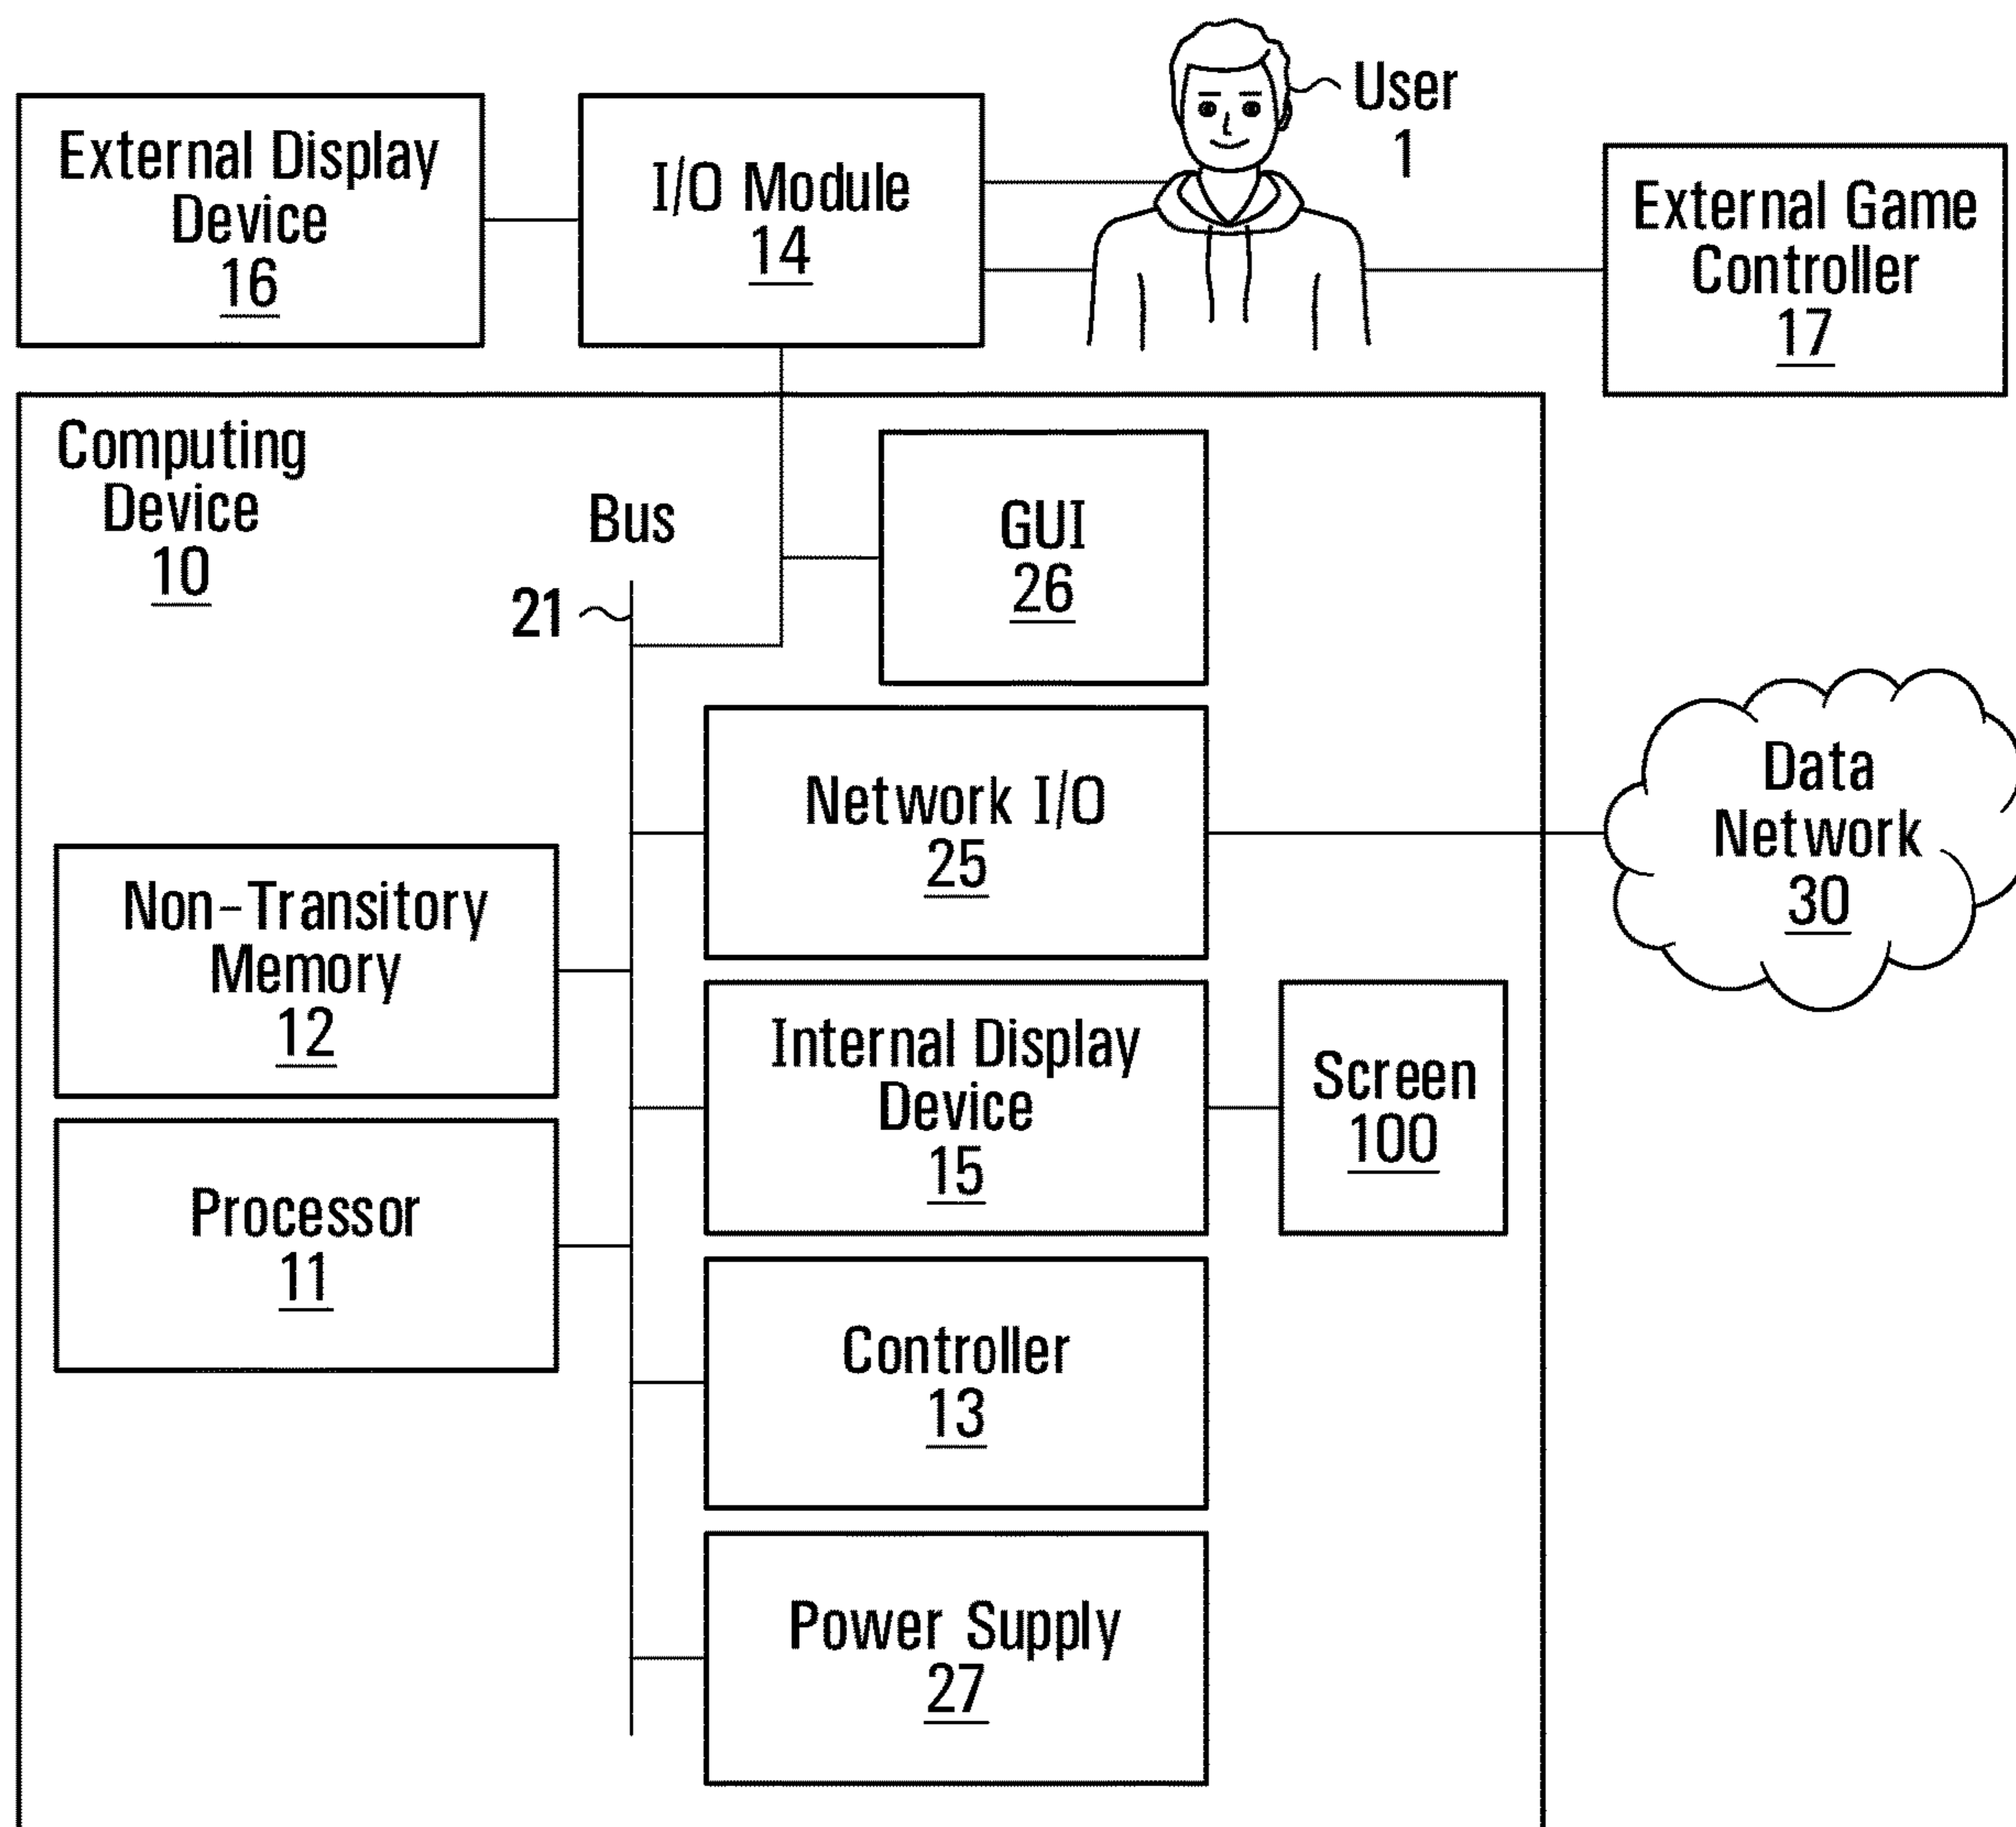 External Display
Device
16
I/O Module
14
User
1
External Game
Controller
17
Computing
Device
10
Bus
21
GUI
26
Network I/O
25
Data
Network
30
Non-Transitory
Memory
12
Internal Display
Device
15
Screen
100
Processor
11
Controller
13
Power Supply
27